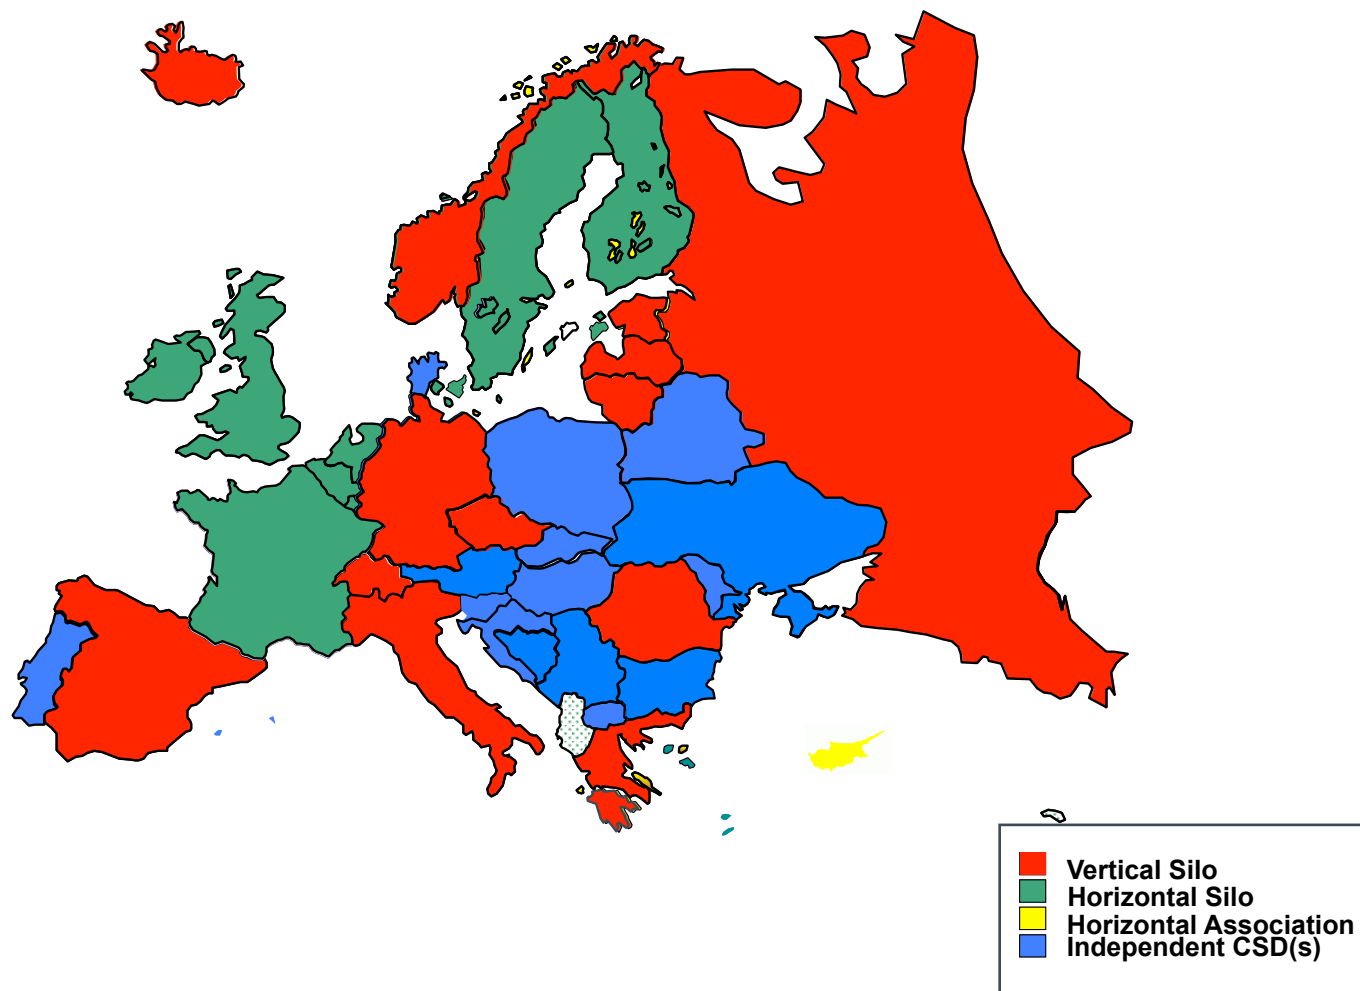 Vertical Silo
Horizontal Silo
Horizontal Association
Independent CSD(s)